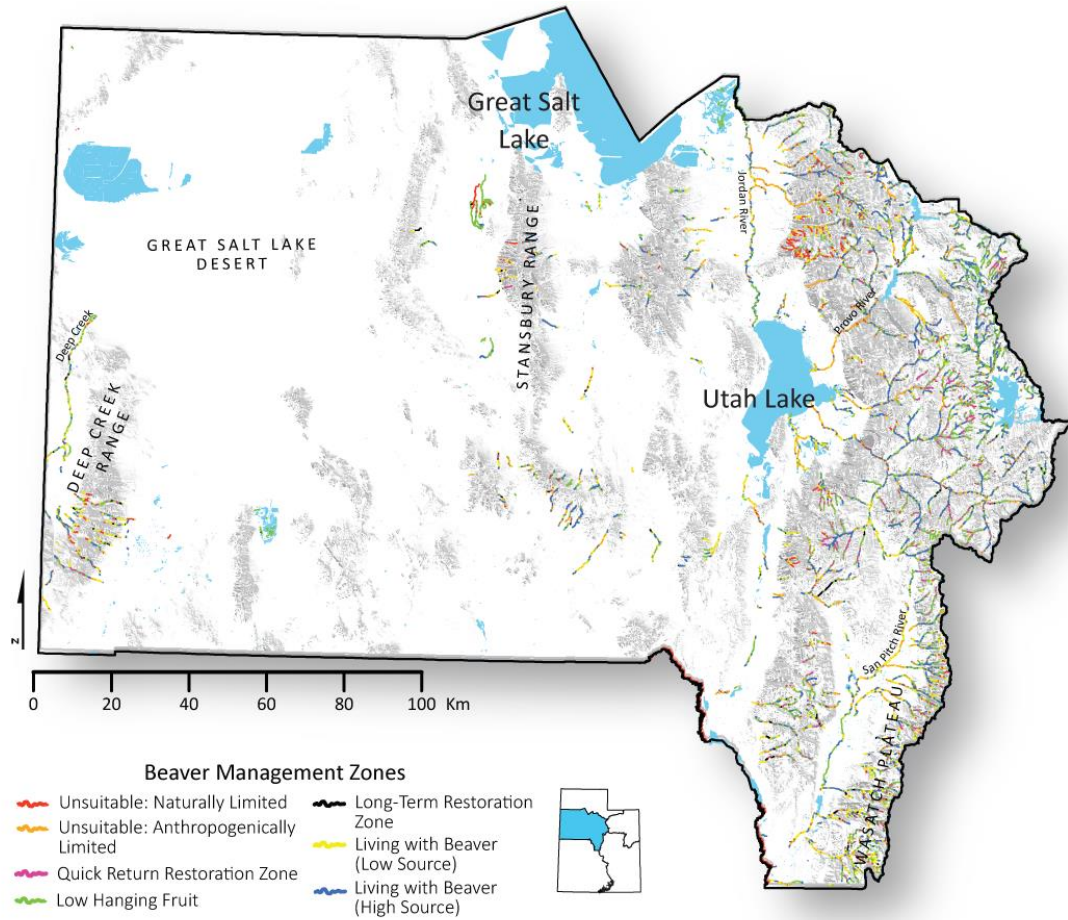 Great Salt
Lake
Jordan River
GREAT SALT LAKE
DESERT
STANSBURY RANGE
Provo River
Deep Creek
Utah Lake
DEEP CREEK
RANGE
San Pitch River
WASATCH PLATEAU
N
0 20 40 60 80 100 Km
Beaver Management Zones
Unsuitable: Naturally Limited
Unsuitable: Anthropogenically
Limited
Quick Return Restoration Zone
Low Hanging Fruit
Long-Term Restoration
Zone
Living with Beaver
(Low Source)
Living with Beaver
(High Source)